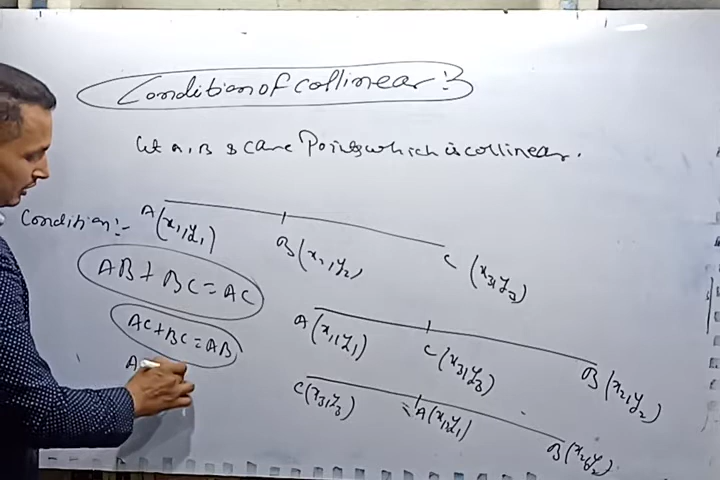 Condition of collinear :-
Let A, B & C are Points which is collinear.
Condition :-
A(x₁,y₁)
B(x₂,y₂)
C(x₃,y₃)
AB + BC = AC
A(x₁,y₁)
C(x₃,y₃)
B(x₂,y₂)
AC + BC = AB
A
C(x₃,y₃)
A(x₁,y₁)
B(x₂,y₂)